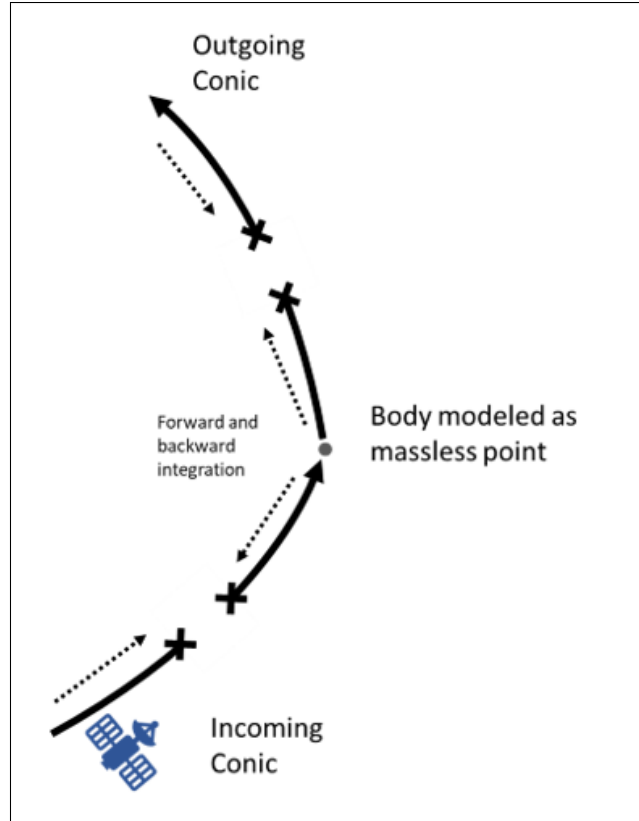 Outgoing
Conic
Forward and
backward
integration
Body modeled as
massless point
Incoming
Conic